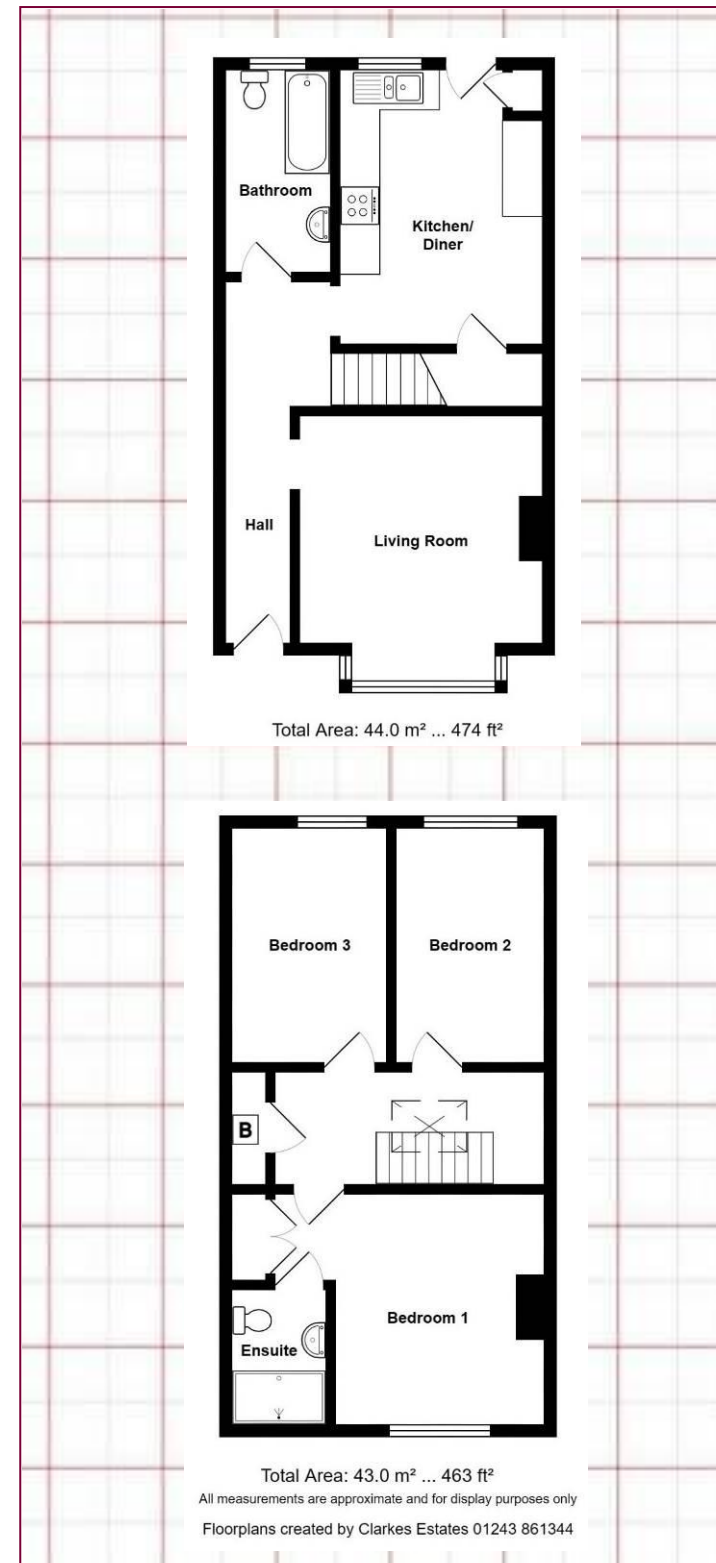 Bathroom
Kitchen/
Diner
Hall
Living Room
Total Area: 44.0 m² ... 474 ft²
Bedroom 3
Bedroom 2
B
Bedroom 1
Ensuite
Total Area: 43.0 m² ... 463 ft²
All measurements are approximate and for display purposes only
Floorplans created by Clarkes Estates 01243 861344